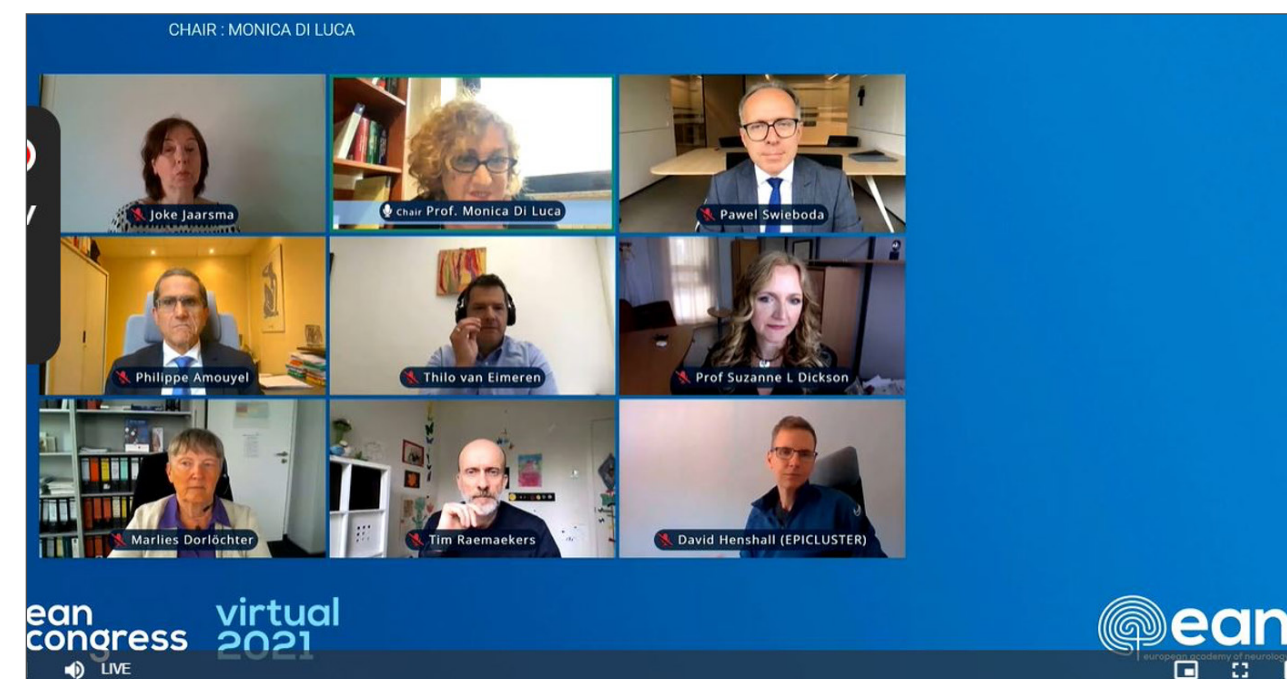 CHAIR : MONICA DI LUCA
Joke Jaarsma
Chair Prof. Monica Di Luca
Pawel Swieboda
Philippe Amouyel
Thilo van Eimeren
Prof Suzanne L Dickson
Marlies Dorlöchter
Tim Raemaekers
David Henshall (EPICLUSTER)
ean
congress
virtual
2021
ean
european academy of neurology
LIVE